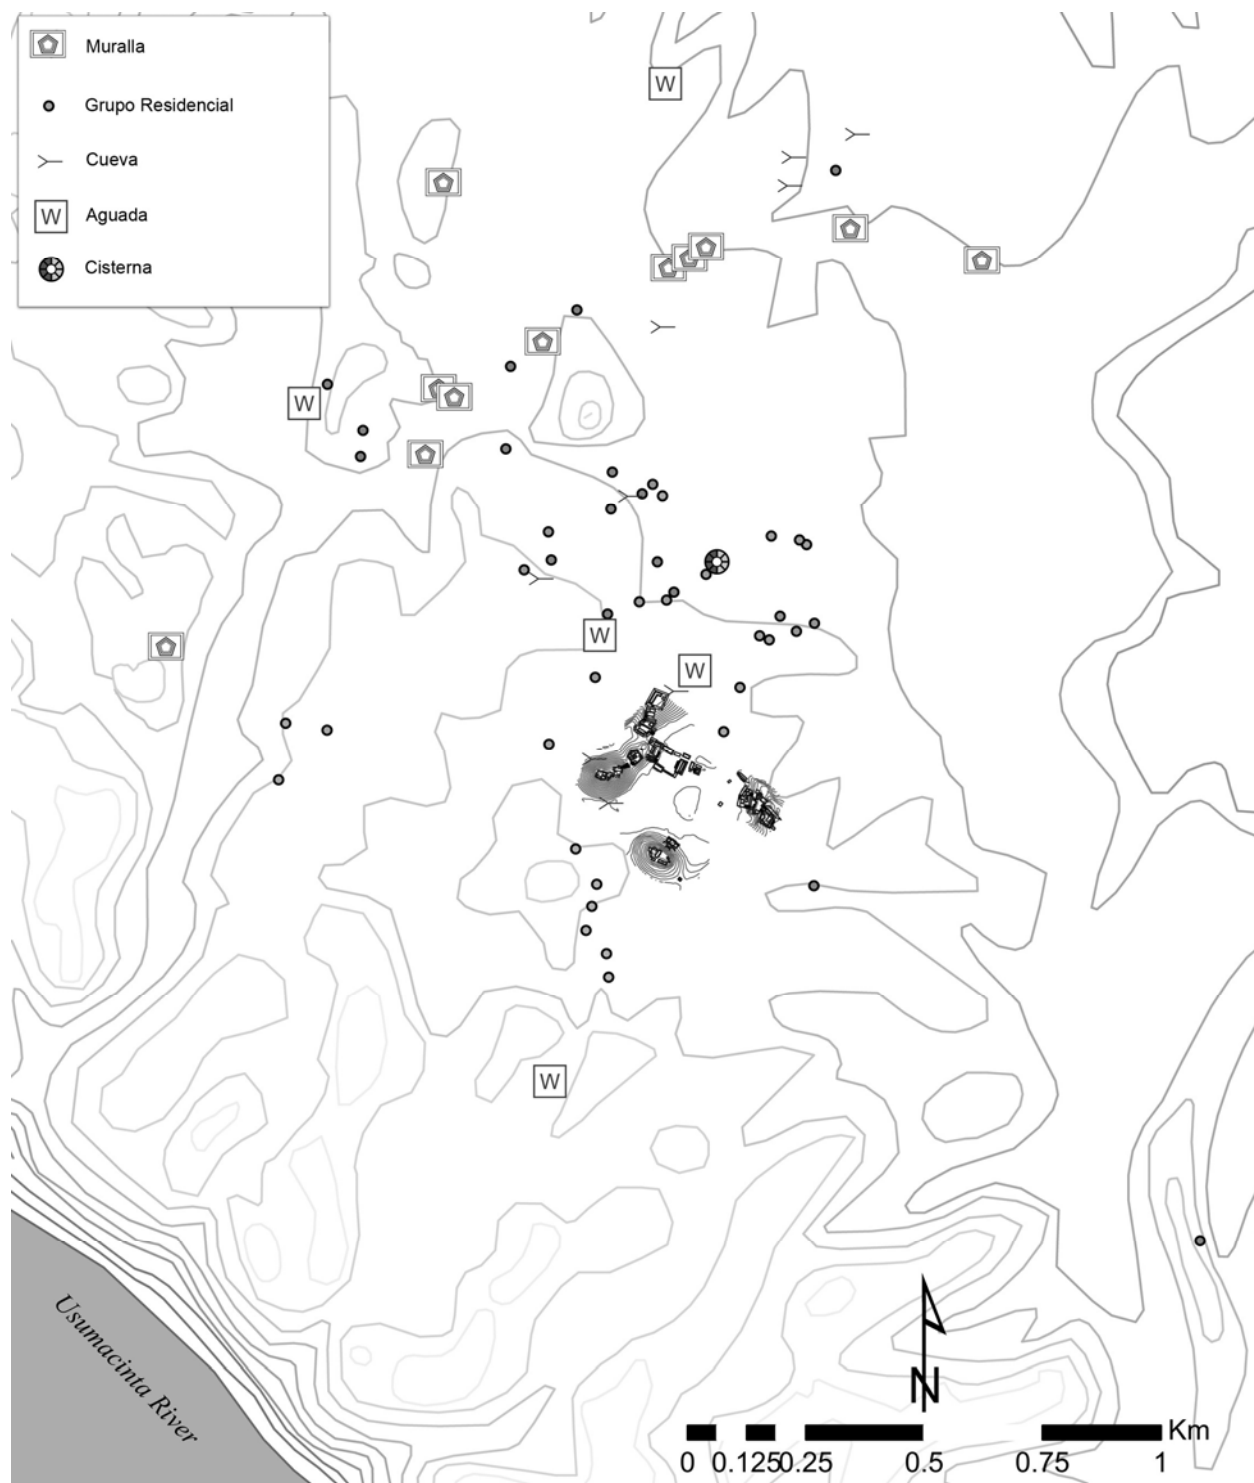 Muralla
Grupo Residencial
Cueva
W Aguada
Cisterna
W
W
W
W
W
Usumacinta River
N
Km
0 0.125 0.25 0.5 0.75 1